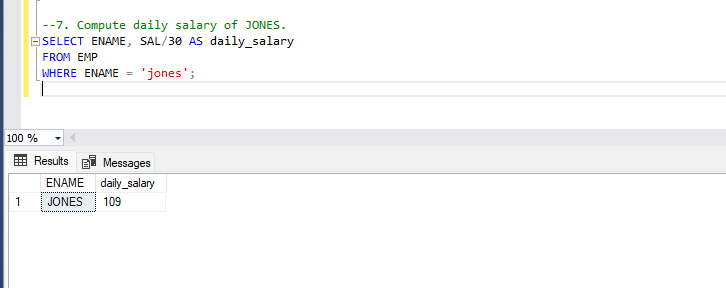 --7. Compute daily salary of JONES.
SELECT ENAME, SAL/30 AS daily_salary
FROM EMP
WHERE ENAME = 'jones';
100 %
Results Messages
ENAME daily_salary
1 JONES 109